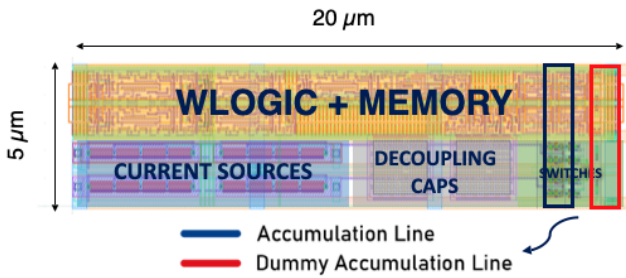 20 µm
5 µm
WLOGIC + MEMORY
CURRENT SOURCES
DECOUPLING
CAPS
SWITCHES
Accumulation Line
Dummy Accumulation Line